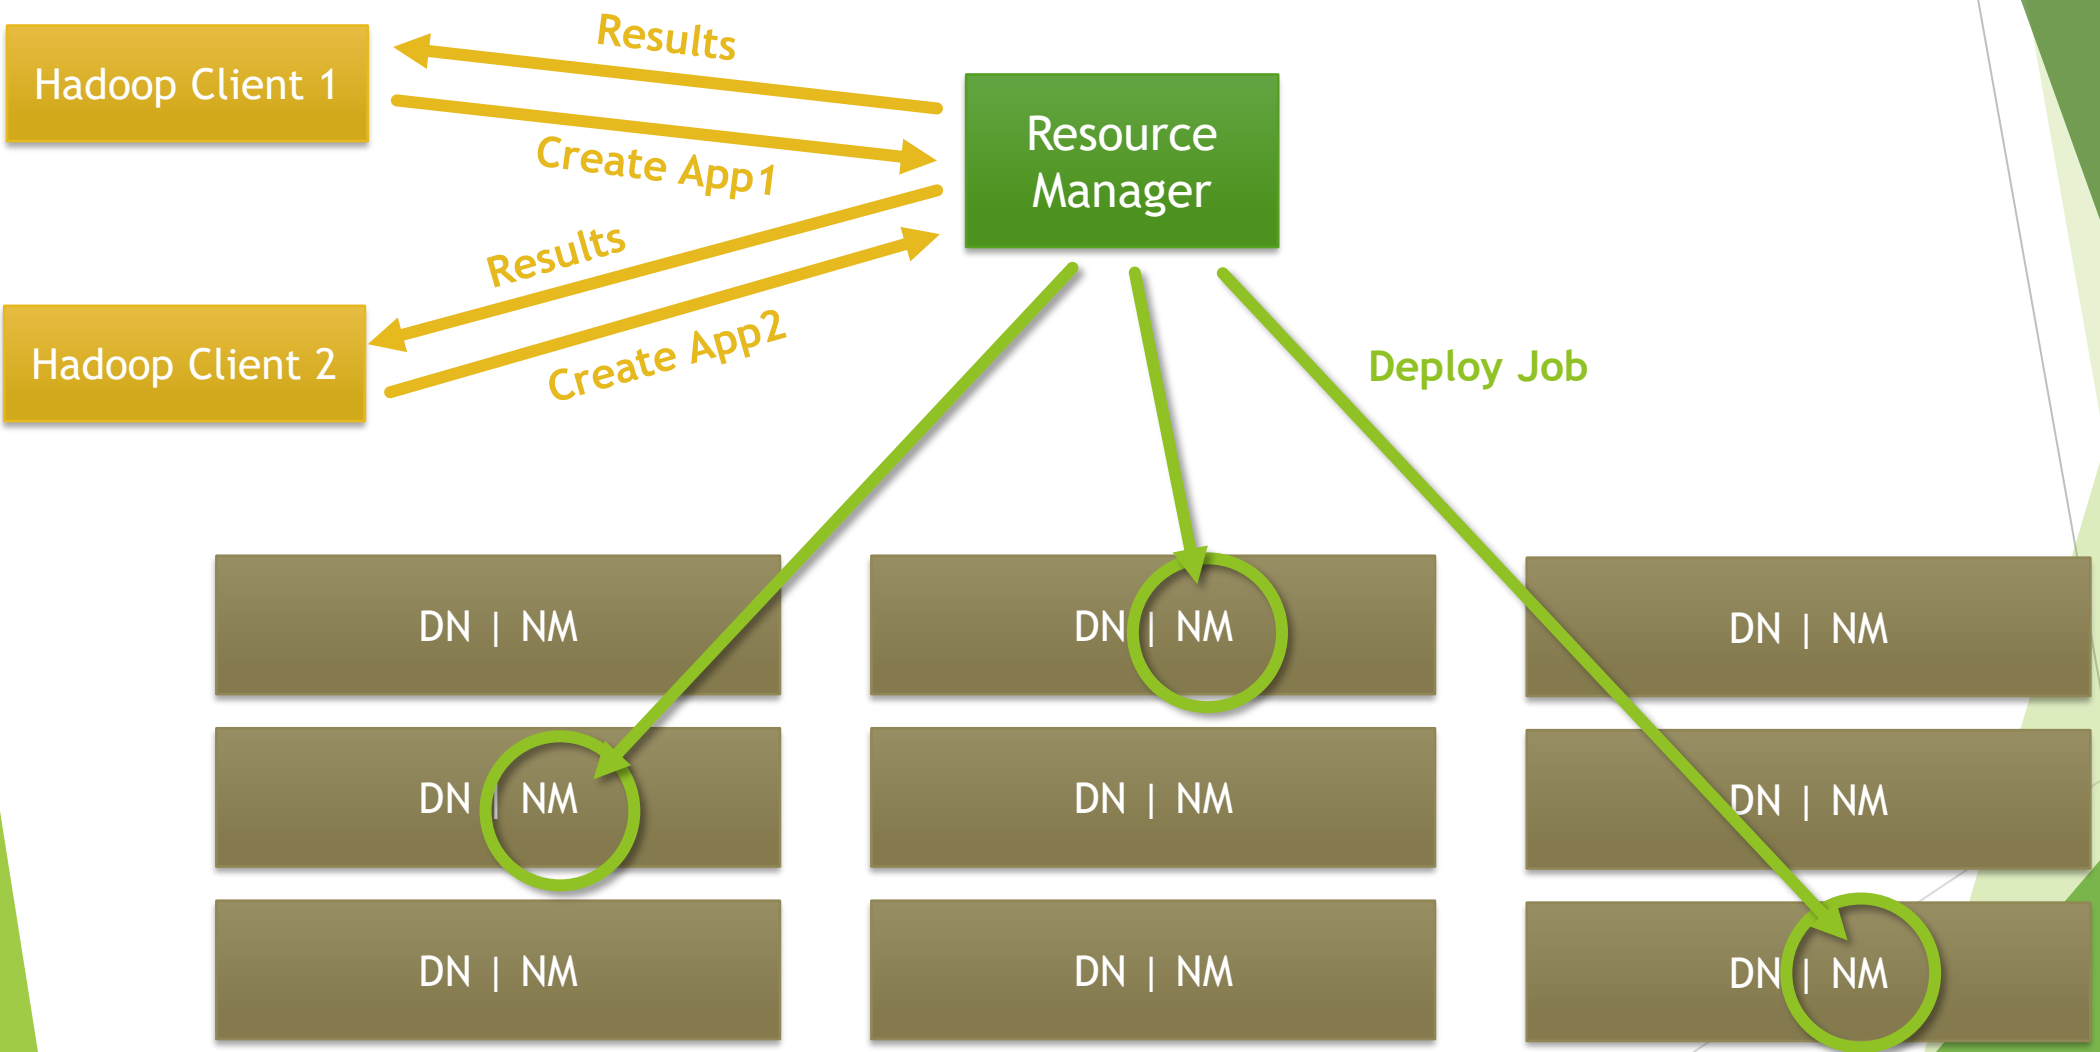 Hadoop Client 1
Results
Create App1
Resource
Manager
Results
Create App2
Hadoop Client 2
Deploy Job
DN | NM
DN | NM
DN | NM
DN | NM
DN | NM
DN | NM
DN | NM
DN | NM
DN | NM